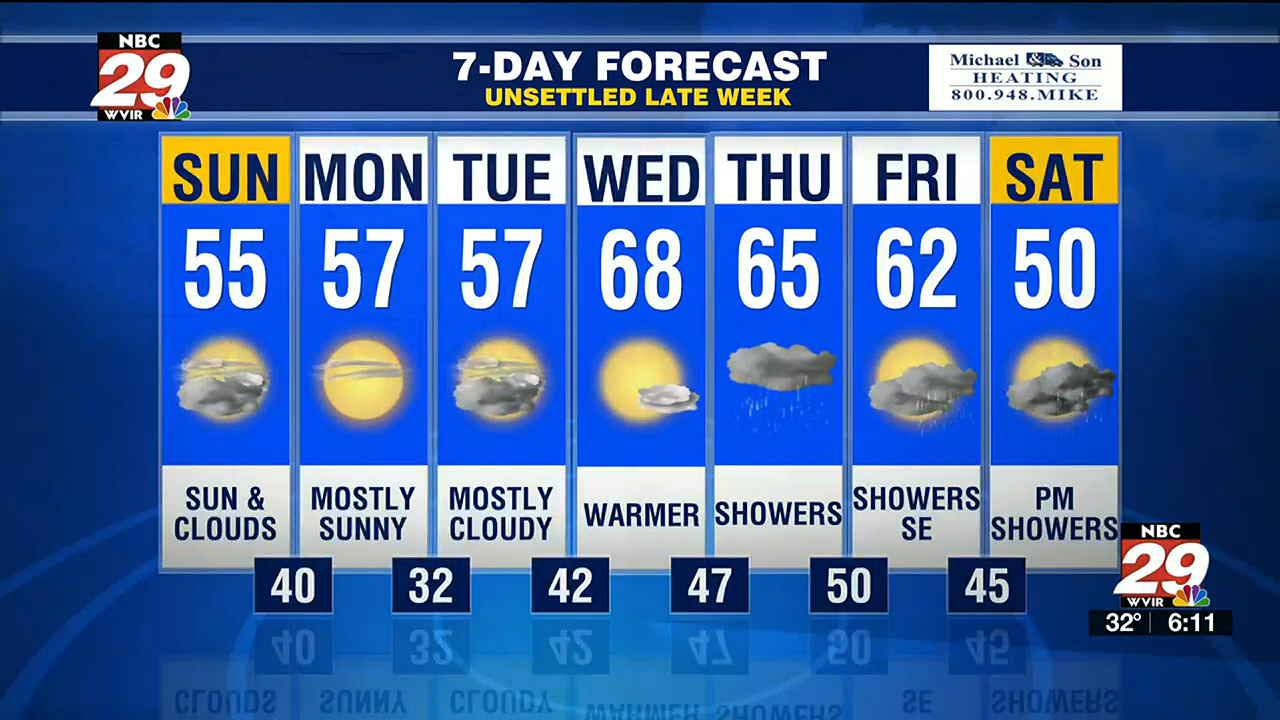 NBC
29
WVIR
7-DAY FORECAST
UNSETTLED LATE WEEK
Michael Son
HEATING
800.948.MIKE
SUN MON TUE WED THU FRI SAT
55 57 57 68 65 62 50
SUN &
CLOUDS
MOSTLY
SUNNY
MOSTLY
CLOUDY
WARMER
SHOWERS
SHOWERS
SE
PM
SHOWERS
40 32 42 47 50 45
NBC
29
WVIR
32° 6:11